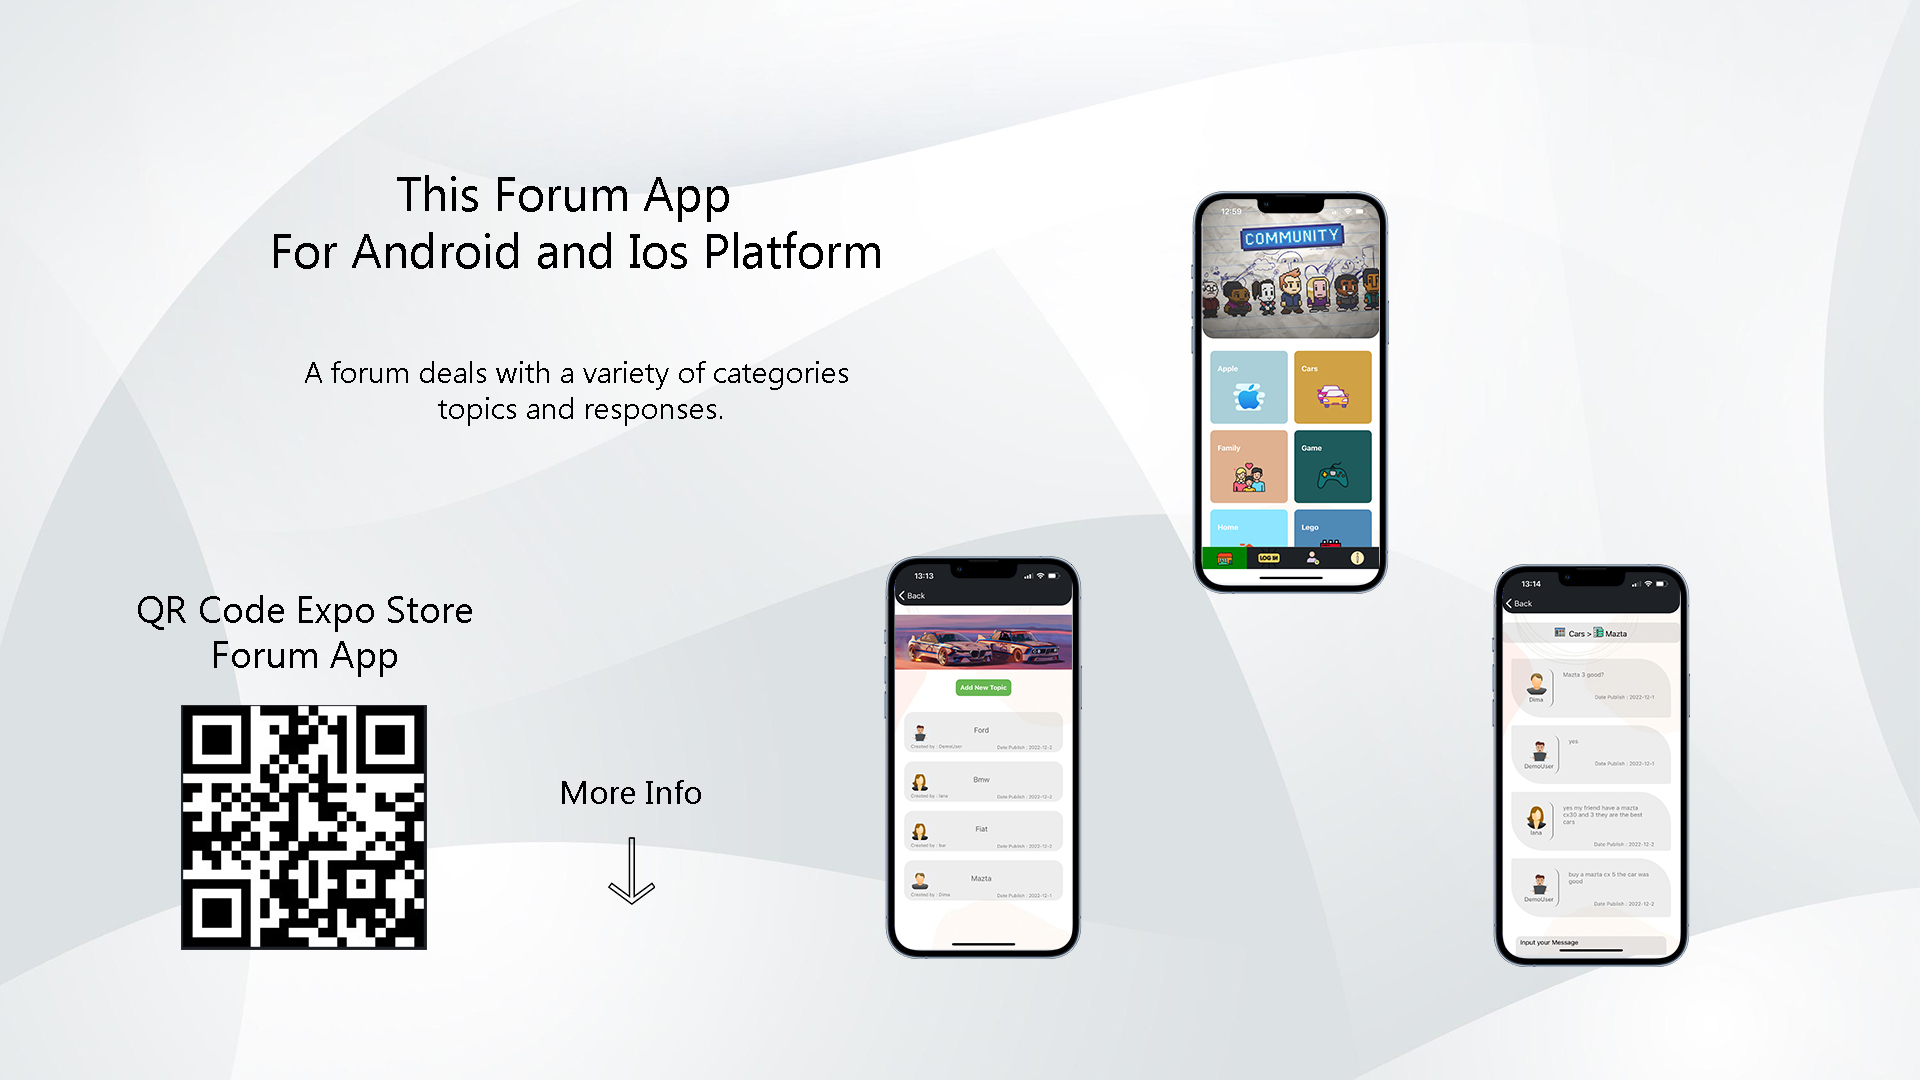 This Forum App
For Android and Ios Platform
A forum deals with a variety of categories
topics and responses.
QR Code Expo Store
Forum App
More Info
12:59
COMMUNITY
Apple
Cars
Family
Game
Home
Lego
LOG IN
13:13
Back
Add New Topic
Ford
Created by : DemoUser
Date Publish : 2022-12-2
Bmw
Created by : lana
Date Publish : 2022-12-2
Fiat
Created by : bar
Date Publish : 2022-12-2
Mazta
Created by : Dima
Date Publish : 2022-12-1
13:14
Back
Cars > Mazta
Mazta 3 good?
Dima
Date Publish : 2022-12-1
yes
DemoUser
Date Publish : 2022-12-1
yes my friend have a mazta
cx30 and 3 they are the best
cars
lana
Date Publish : 2022-12-2
buy a mazta cx 5 the car was
good
DemoUser
Date Publish : 2022-12-2
Input your Message